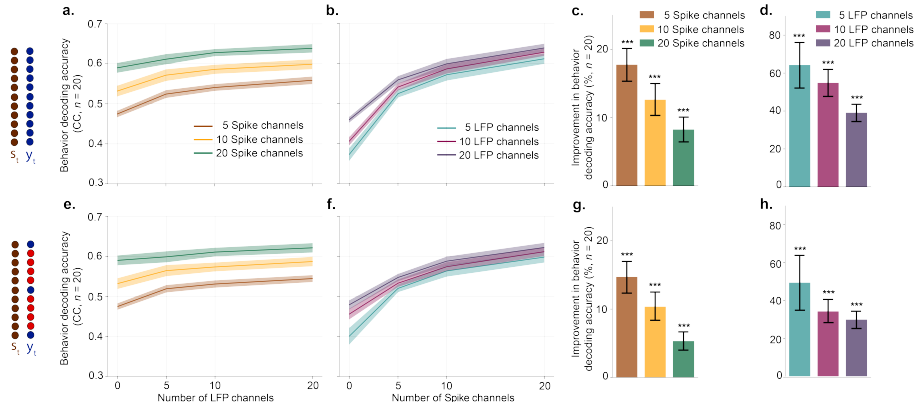 a.
b.
c.
d.
5 Spike channels
10 Spike channels
20 Spike channels
5 LFP channels
10 LFP channels
20 LFP channels
Behavior decoding accuracy
(CC, n = 20)
0.7
0.6
0.5
0.4
0.3
5 Spike channels
10 Spike channels
20 Spike channels
5 LFP channels
10 LFP channels
20 LFP channels
Improvement in behavior
decoding accuracy (%, n = 20)
20
10
0
***
***
***
80
60
40
20
0
***
***
***
s_t y_t
e.
f.
g.
h.
Behavior decoding accuracy
(CC, n = 20)
0.7
0.6
0.5
0.4
0.3
0 5 10 20
Number of LFP channels
0 5 10 20
Number of Spike channels
Improvement in behavior
decoding accuracy (%, n = 20)
20
10
0
***
***
***
80
60
40
20
0
***
***
***
s_t y_t